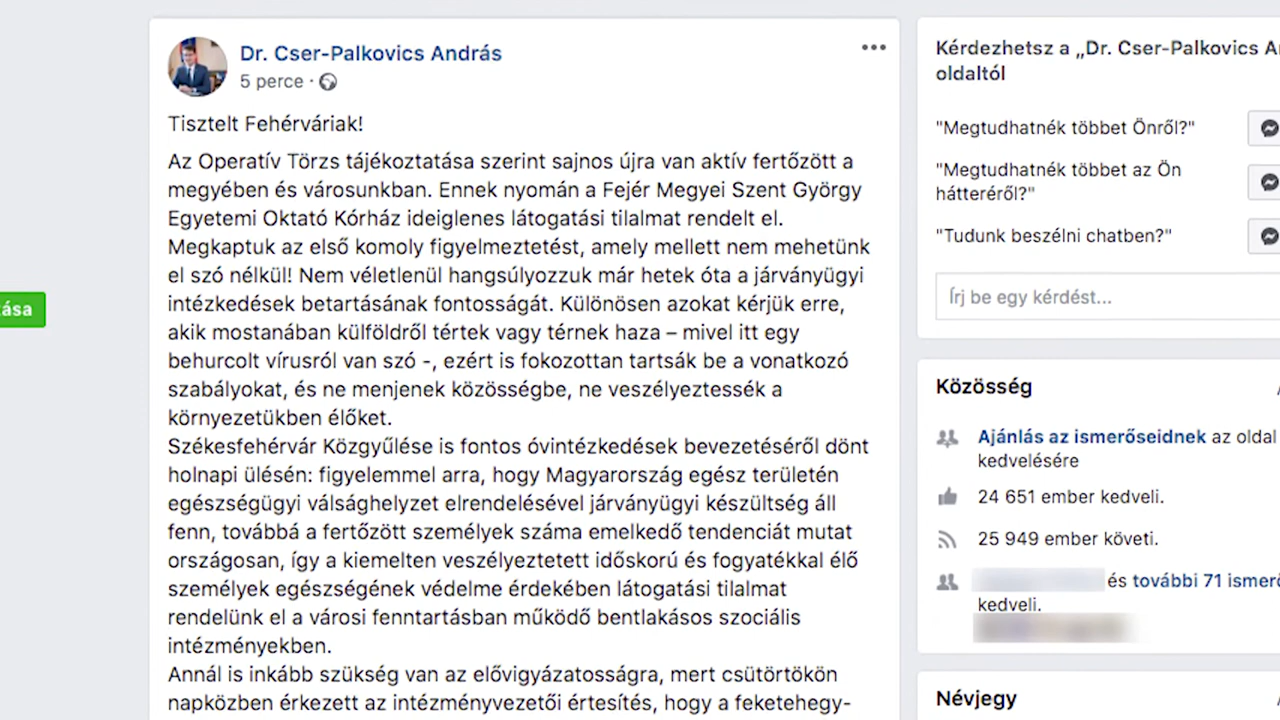 Dr. Cser-Palkovics András
5 perce ·
Tisztelt Fehérváriak!
Az Operatív Törzs tájékoztatása szerint sajnos újra van aktív fertőzött a
megyében és városunkban. Ennek nyomán a Fejér Megyei Szent György
Egyetemi Oktató Kórház ideiglenes látogatási tilalmat rendelt el.
Megkaptuk az első komoly figyelmeztetést, amely mellett nem mehetünk
el szó nélkül! Nem véletlenül hangsúlyozzuk már hetek óta a járványügyi
intézkedések betartásának fontosságát. Különösen azokat kérjük erre,
akik mostanában külföldről tértek vagy térnek haza – mivel itt egy
behurcolt vírusról van szó -, ezért is fokozottan tartsák be a vonatkozó
szabályokat, és ne menjenek közösségbe, ne veszélyeztessék a
környezetükben élőket.
Székesfehérvár Közgyűlése is fontos óvintézkedések bevezetéséről dönt
holnapi ülésén: figyelemmel arra, hogy Magyarország egész területén
egészségügyi válsághelyzet elrendelésével járványügyi készültség áll
fenn, továbbá a fertőzött személyek száma emelkedő tendenciát mutat
országosan, így a kiemelten veszélyeztetett időskorú és fogyatékkal élő
személyek egészségének védelme érdekében látogatási tilalmat
rendelünk el a városi fenntartásban működő bentlakásos szociális
intézményekben.
Annál is inkább szükség van az elővigyázatosságra, mert csütörtökön
napközben érkezett az intézményvezetői értesítés, hogy a feketehegy-
Kérdezhetsz a „Dr. Cser-Palkovics
oldaltól
"Megtudhatnék többet Önről?"
"Megtudhatnék többet az Ön
hátteréről?"
"Tudunk beszélni chatben?"
Írj be egy kérdést...
Közösség
Ajánlás az ismerőseidnek az oldal
kedvelésére
24 651 ember kedveli.
25 949 ember követi.
és további 71
kedveli.
Névjegy